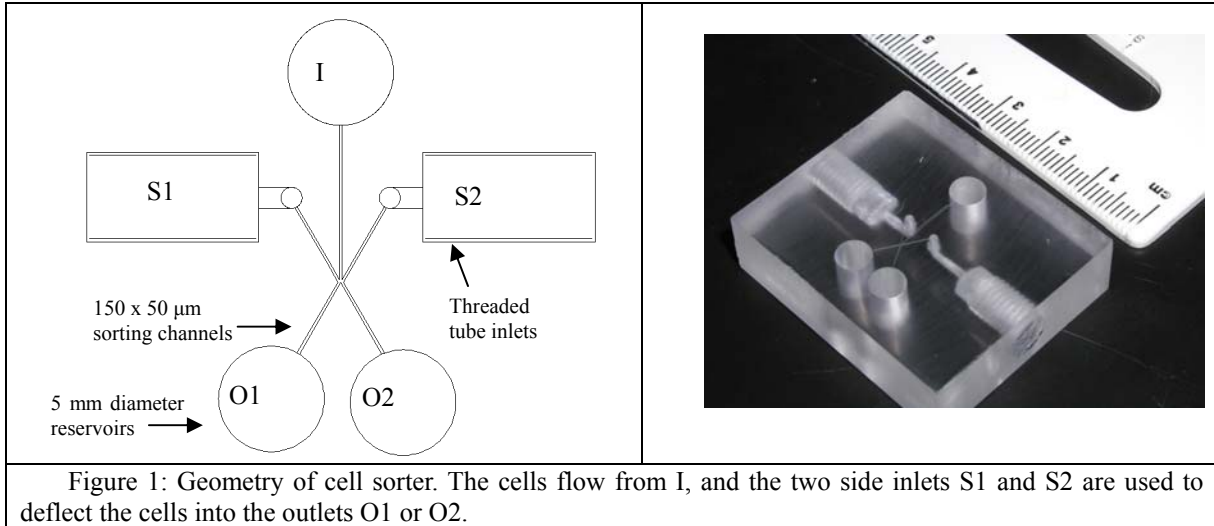 I
S1
S2
150 x 50 μm
sorting channels
Threaded
tube inlets
O1
O2
5 mm diameter
reservoirs
5
4
3
2
1
cm
Figure 1: Geometry of cell sorter. The cells flow from I, and the two side inlets S1 and S2 are used to
deflect the cells into the outlets O1 or O2.